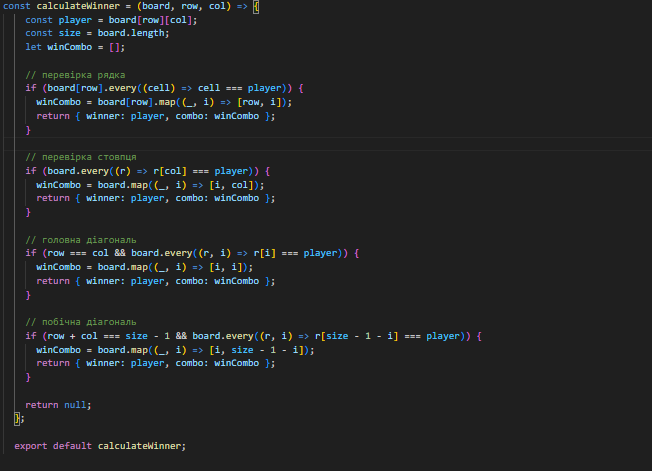 const calculateWinner = (board, row, col) => {
const player = board[row][col];
const size = board.length;
let winCombo = [];
// перевірка рядка
if (board[row].every((cell) => cell === player)) {
winCombo = board[row].map((_, i) => [row, i]);
return { winner: player, combo: winCombo };
}
// перевірка стовпця
if (board.every((r) => r[col] === player)) {
winCombo = board.map((_, i) => [i, col]);
return { winner: player, combo: winCombo };
}
// головна діагональ
if (row === col && board.every((r, i) => r[i] === player)) {
winCombo = board.map((_, i) => [i, i]);
return { winner: player, combo: winCombo };
}
// побічна діагональ
if (row + col === size - 1 && board.every((r, i) => r[size - 1 - i] === player)) {
winCombo = board.map((_, i) => [i, size - 1 - i]);
return { winner: player, combo: winCombo };
}
return null;
};
export default calculateWinner;